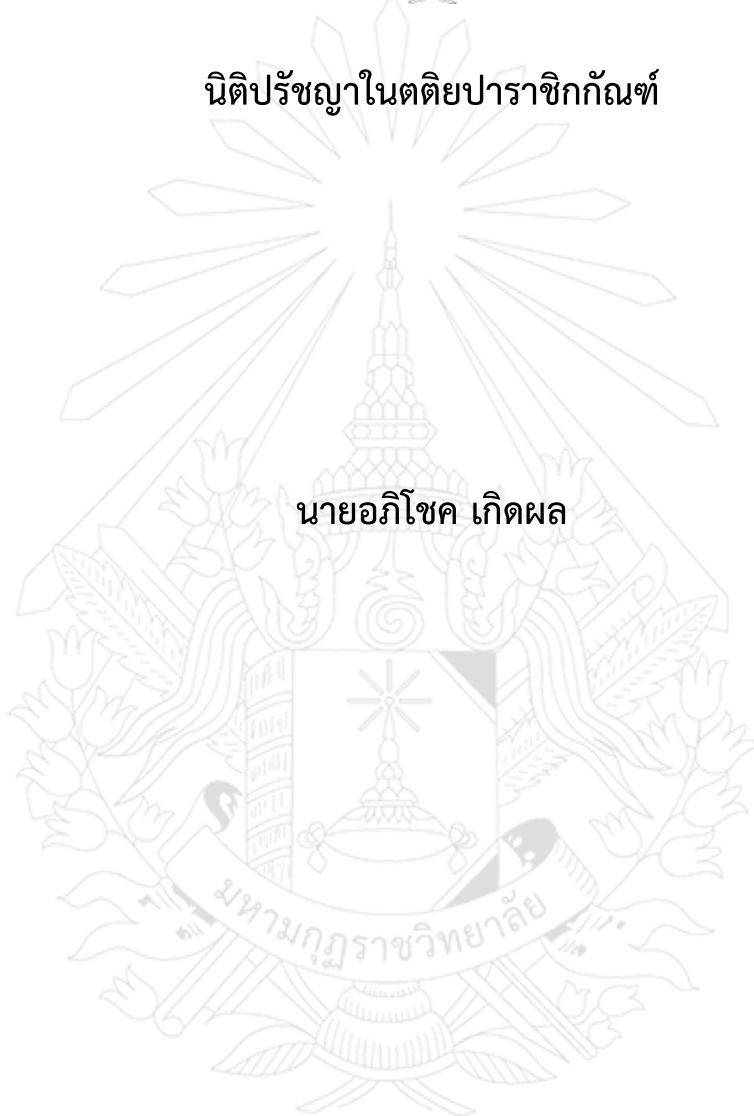 นิติปรัชญาในตติยปาราชิกกัณฑ์
นายอภิโชค เกิดผล
มหามกุฏราชวิทยาลัย